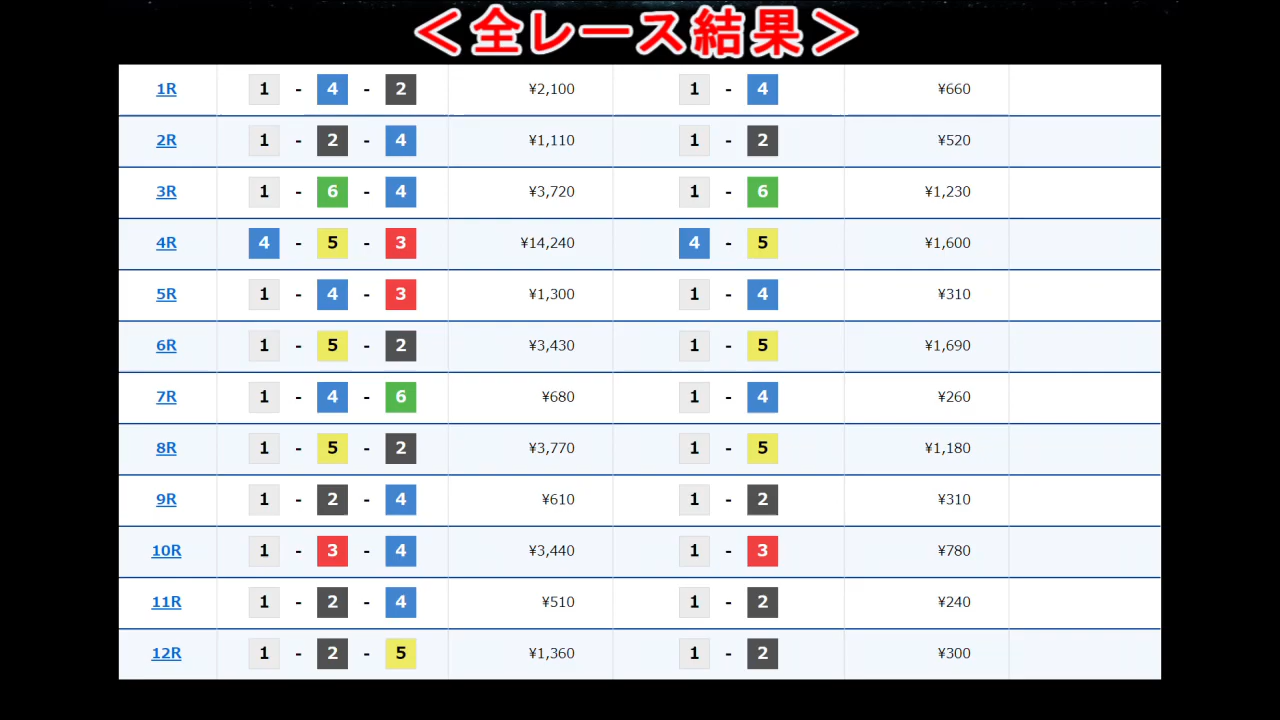 ＜全レース結果＞
1R 1 - 4 - 2 ¥2,100 1 - 4 ¥660
2R 1 - 2 - 4 ¥1,110 1 - 2 ¥520
3R 1 - 6 - 4 ¥3,720 1 - 6 ¥1,230
4R 4 - 5 - 3 ¥14,240 4 - 5 ¥1,600
5R 1 - 4 - 3 ¥1,300 1 - 4 ¥310
6R 1 - 5 - 2 ¥3,430 1 - 5 ¥1,690
7R 1 - 4 - 6 ¥680 1 - 4 ¥260
8R 1 - 5 - 2 ¥3,770 1 - 5 ¥1,180
9R 1 - 2 - 4 ¥610 1 - 2 ¥310
10R 1 - 3 - 4 ¥3,440 1 - 3 ¥780
11R 1 - 2 - 4 ¥510 1 - 2 ¥240
12R 1 - 2 - 5 ¥1,360 1 - 2 ¥300